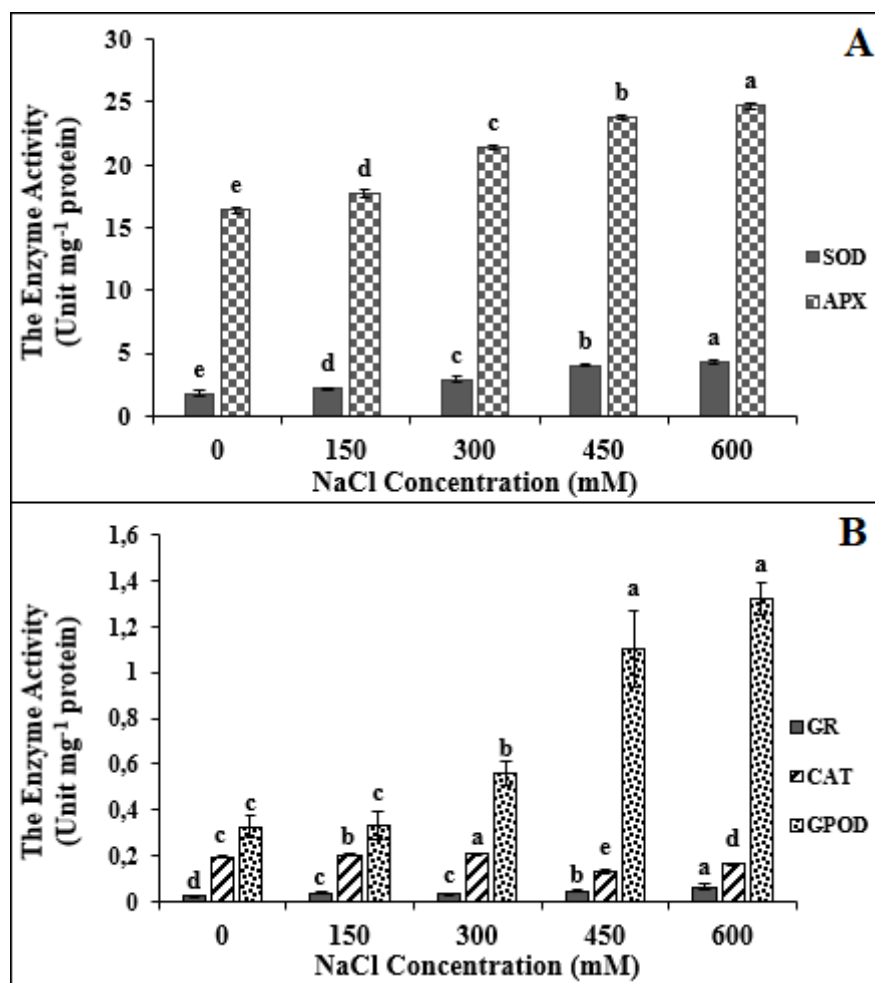 A
The Enzyme Activity
(Unit mg⁻¹ protein)
30
25
20
15
10
5
0
e
e
d
d
c
c
b
b
a
a
SOD
APX
0 150 300 450 600
NaCl Concentration (mM)
B
The Enzyme Activity
(Unit mg⁻¹ protein)
1,6
1,4
1,2
1
0,8
0,6
0,4
0,2
0
d c c
c b c
c a b
b e a
a d a
GR
CAT
GPOD
0 150 300 450 600
NaCl Concentration (mM)